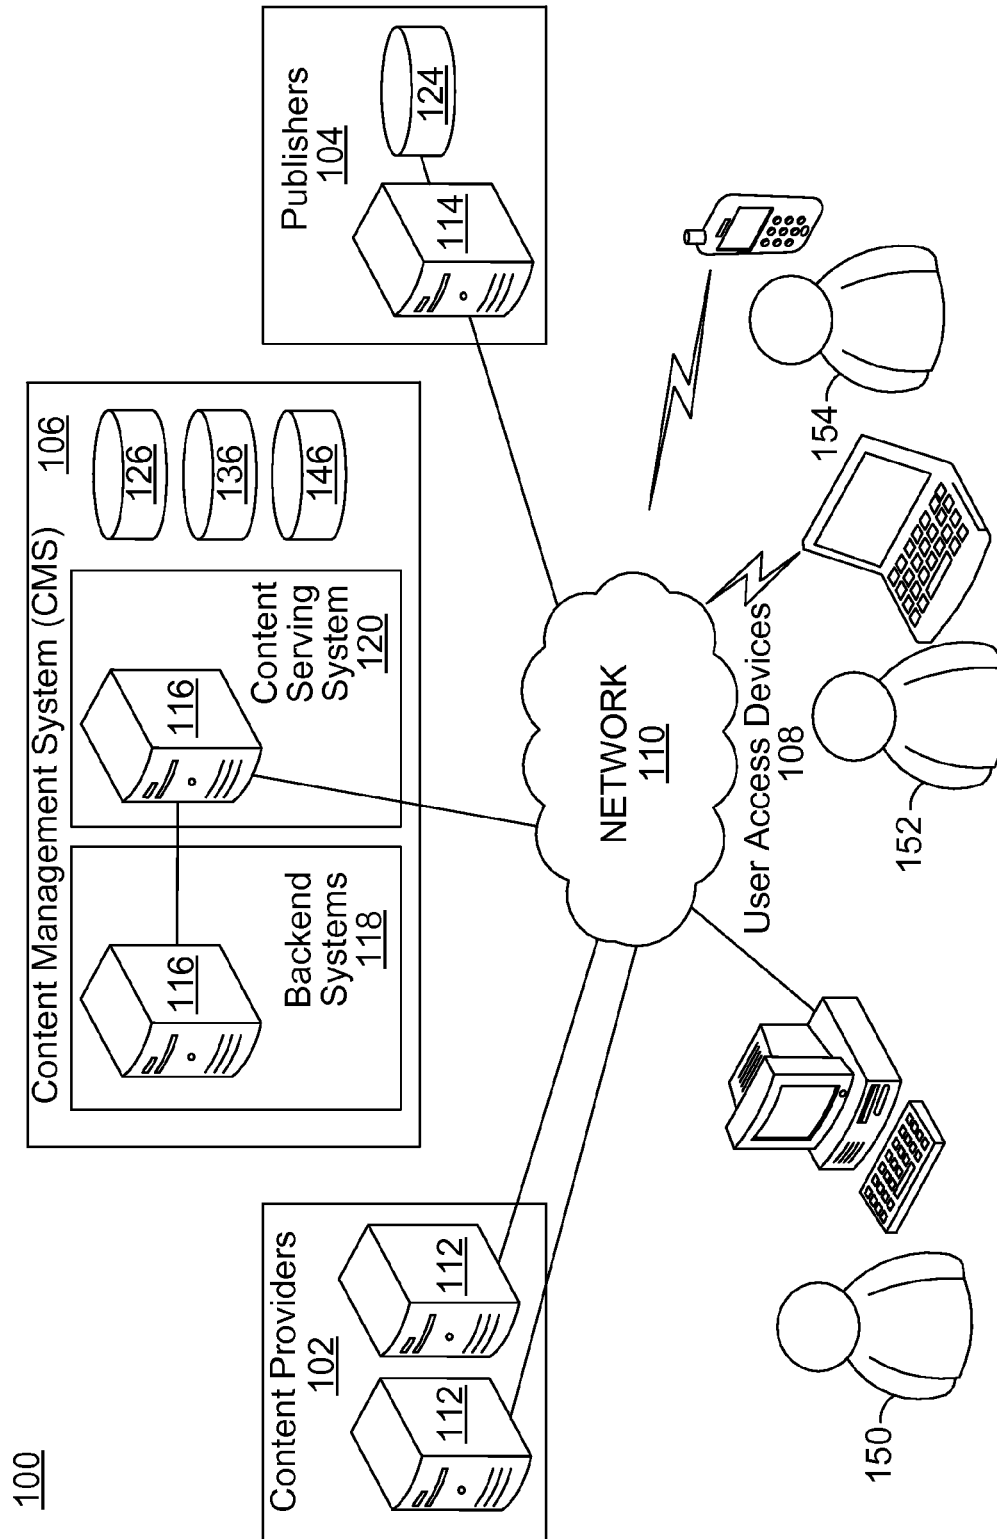 100
Content Management System (CMS)
106
116
Backend
Systems
118
116
Content
Serving
System
120
126
136
146
Content Providers
102
112
112
Publishers
104
114
124
NETWORK
110
User Access Devices
108
150
152
154